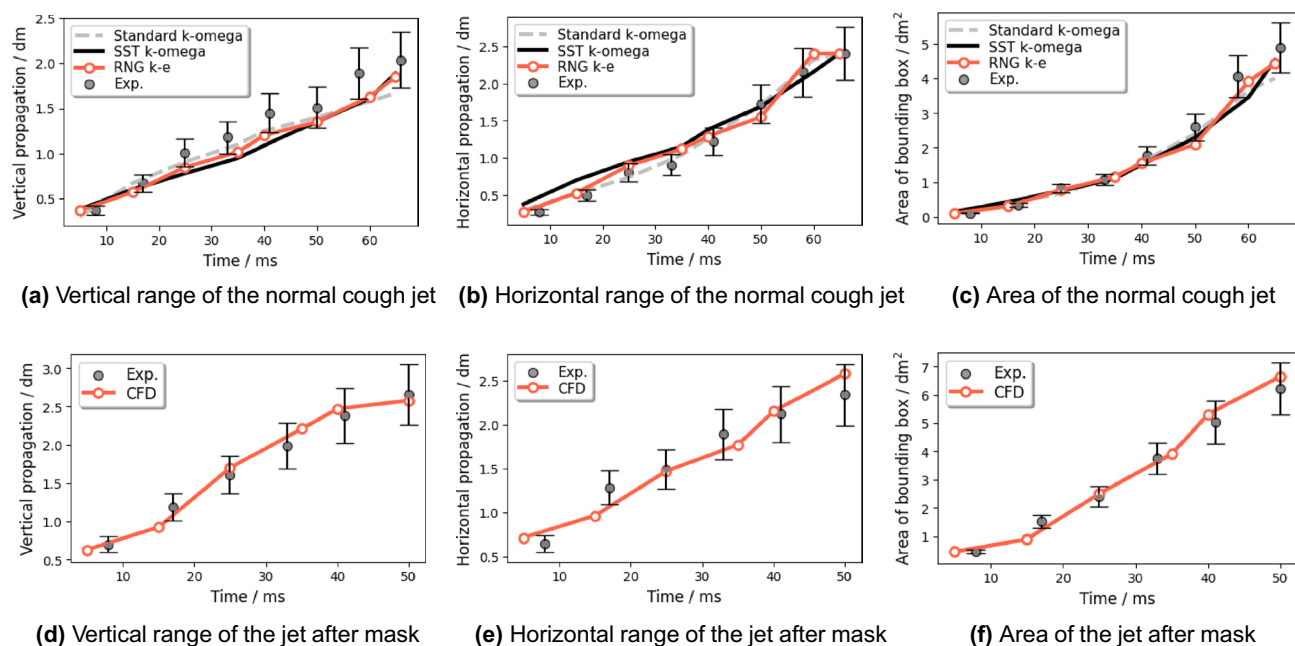 Vertical propagation / dm
2.5
2.0
1.5
1.0
0.5
Standard k-omega
SST k-omega
RNG k-e
Exp.
10 20 30 40 50 60
Time / ms
(a) Vertical range of the normal cough jet
Horizontal propagation / dm
2.5
2.0
1.5
1.0
0.5
Standard k-omega
SST k-omega
RNG k-e
Exp.
10 20 30 40 50 60
Time / ms
(b) Horizontal range of the normal cough jet
Area of bounding box / dm²
5
4
3
2
1
0
Standard k-omega
SST k-omega
RNG k-e
Exp.
10 20 30 40 50 60
Time / ms
(c) Area of the normal cough jet
Vertical propagation / dm
3.0
2.5
2.0
1.5
1.0
0.5
Exp.
CFD
10 20 30 40 50
Time / ms
(d) Vertical range of the jet after mask
Horizontal propagation / dm
2.5
2.0
1.5
1.0
0.5
Exp.
CFD
10 20 30 40 50
Time / ms
(e) Horizontal range of the jet after mask
Area of bounding box / dm²
7
6
5
4
3
2
1
Exp.
CFD
10 20 30 40 50
Time / ms
(f) Area of the jet after mask